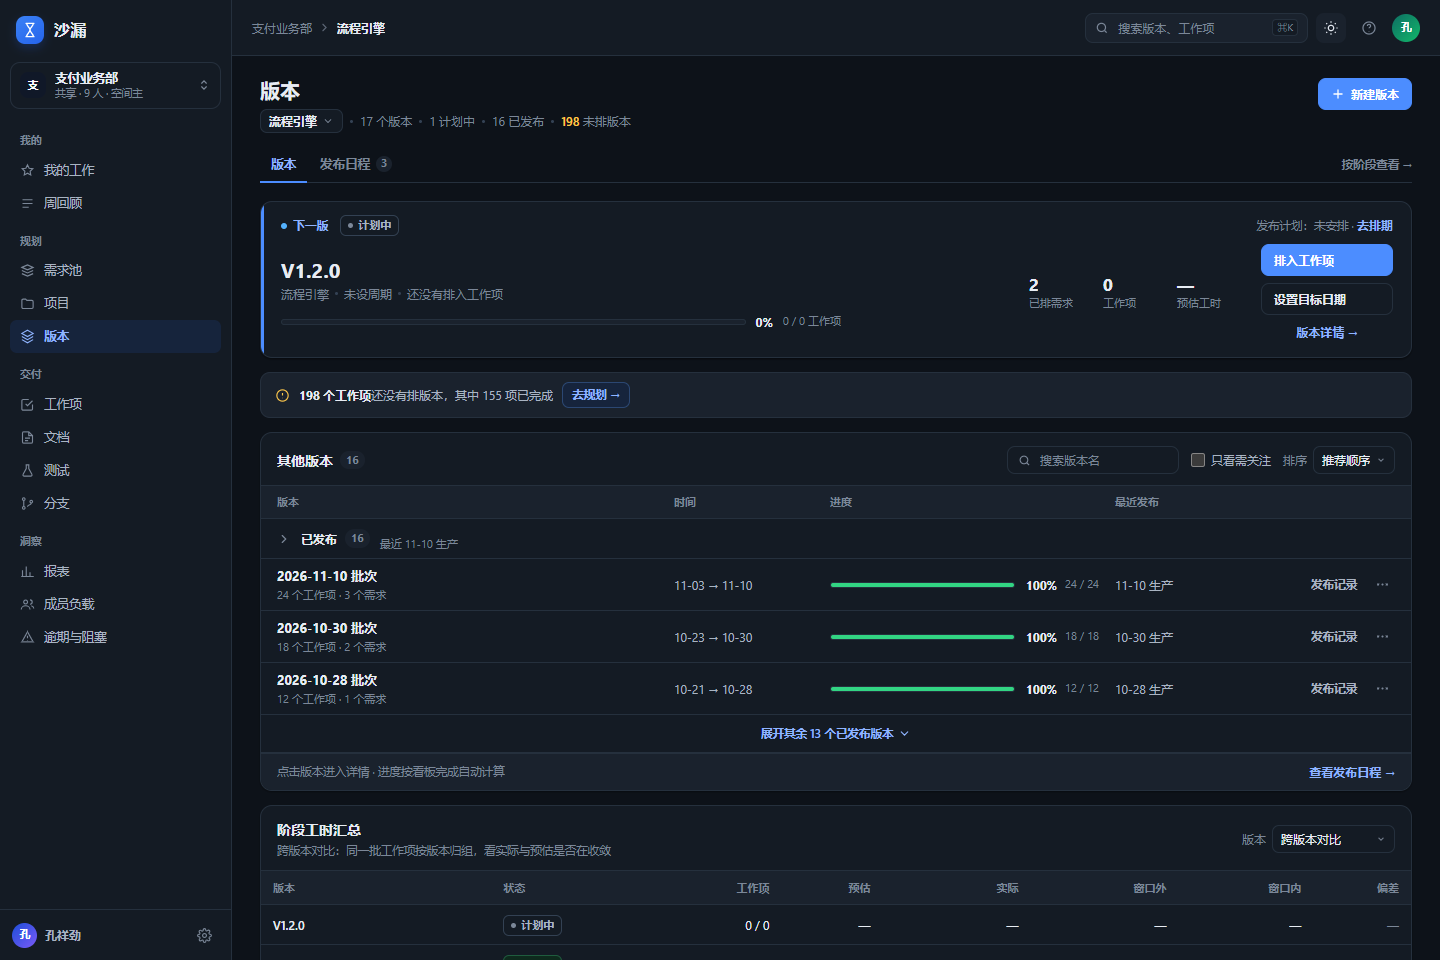 沙漏
支付业务部 › 流程引擎
搜索版本、工作项 ⌘K
孔
支 支付业务部
共享 · 9 人 · 空间主
我的
我的工作
周回顾
规划
需求池
项目
版本
交付
工作项
文档
测试
分支
洞察
报表
成员负载
逾期与阻塞
孔 孔祥劲
版本
+ 新建版本
流程引擎 • 17 个版本 • 1 计划中 • 16 已发布 • 198 未排版本
版本 发布日程 3 按阶段查看 →
下一版 计划中 发布计划：未安排 · 去排期
V1.2.0
流程引擎 • 未设周期 • 还没有排入工作项
0% 0 / 0 工作项
2 0 —
已排需求 工作项 预估工时
排入工作项
设置目标日期
版本详情 →
198 个工作项还没有排版本，其中 155 项已完成 去规划 →
其他版本 16 搜索版本名 只看需关注 排序 推荐顺序
版本 时间 进度 最近发布
已发布 16 最近 11-10 生产
2026-11-10 批次
24 个工作项 · 3 个需求
11-03 → 11-10 100% 24 / 24 11-10 生产 发布记录 ···
2026-10-30 批次
18 个工作项 · 2 个需求
10-23 → 10-30 100% 18 / 18 10-30 生产 发布记录 ···
2026-10-28 批次
12 个工作项 · 1 个需求
10-21 → 10-28 100% 12 / 12 10-28 生产 发布记录 ···
展开其余 13 个已发布版本
点击版本进入详情 · 进度按看板完成自动计算 查看发布日程 →
阶段工时汇总
跨版本对比：同一批工作项按版本归组，看实际与预估是否在收敛
版本 跨版本对比
版本 状态 工作项 预估 实际 窗口外 窗口内 偏差
V1.2.0 计划中 0 / 0 — — — — —